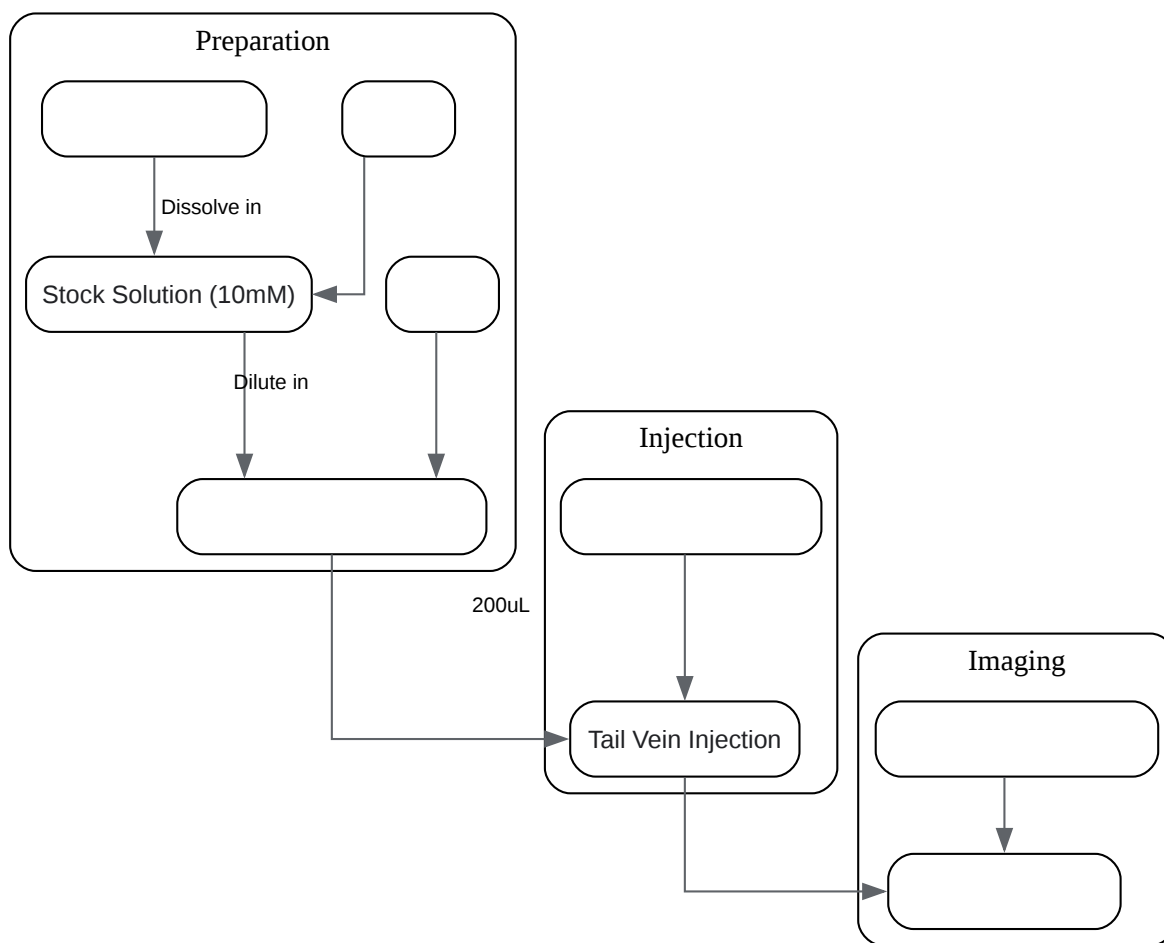 Preparation
Dissolve in
Stock Solution (10mM)
Dilute in
Injection
200uL
Imaging
Tail Vein Injection